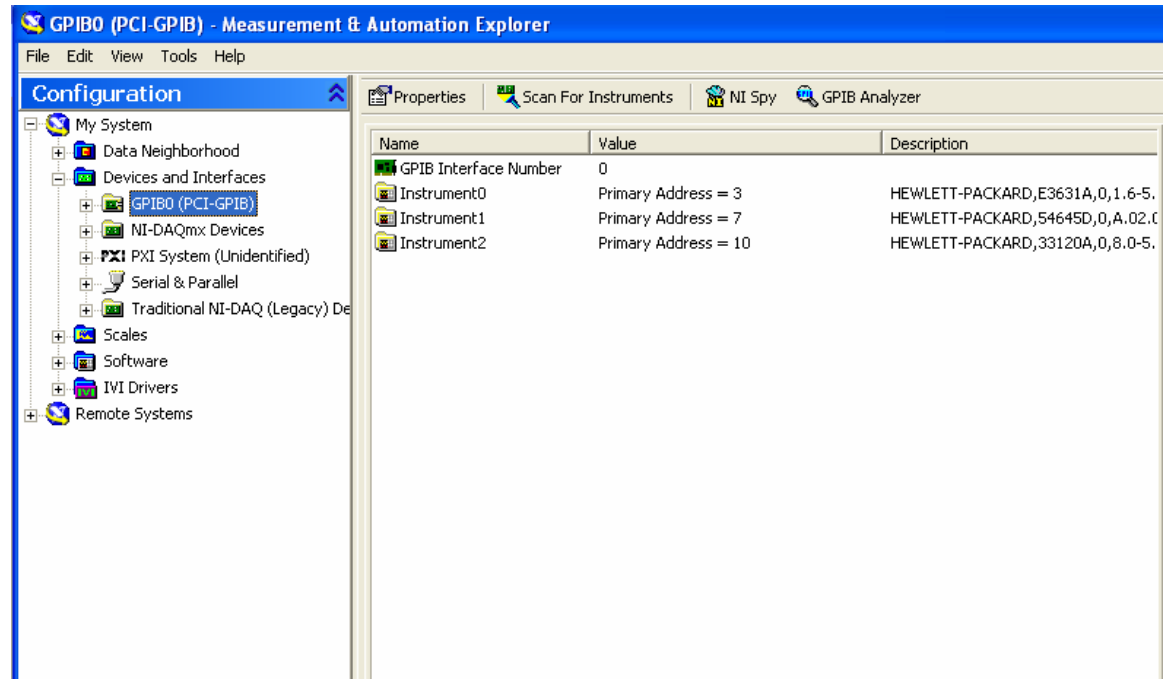 GPIB0 (PCI-GPIB) - Measurement & Automation Explorer
File Edit View Tools Help
Configuration
My System
Data Neighborhood
Devices and Interfaces
GPIB0 (PCI-GPIB)
NI-DAQmx Devices
PXI PXI System (Unidentified)
Serial & Parallel
Traditional NI-DAQ (Legacy) De
Scales
Software
IVI Drivers
Remote Systems
Properties Scan For Instruments NI Spy GPIB Analyzer
Name Value Description
GPIB Interface Number 0
Instrument0 Primary Address = 3 HEWLETT-PACKARD,E3631A,0,1.6-5.
Instrument1 Primary Address = 7 HEWLETT-PACKARD,54645D,0,A.02.0
Instrument2 Primary Address = 10 HEWLETT-PACKARD,33120A,0,8.0-5.